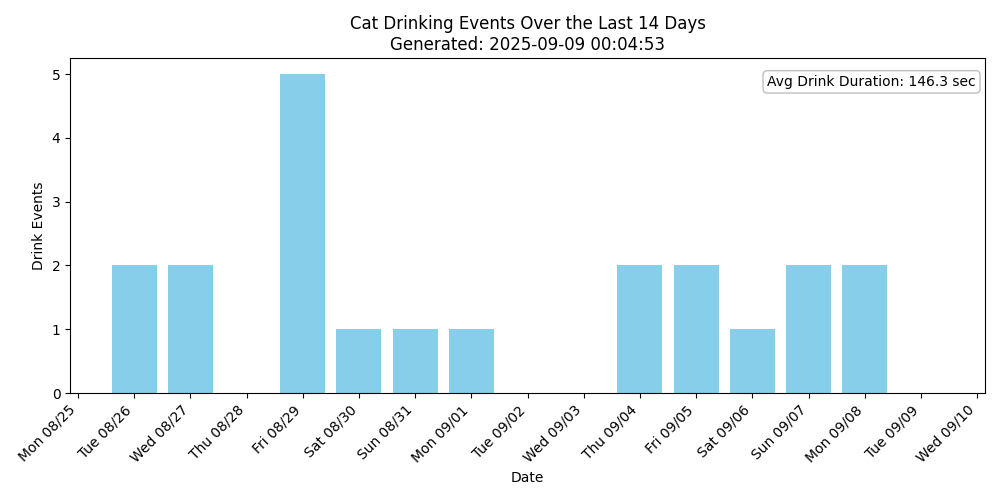 Cat Drinking Events Over the Last 14 Days
Generated: 2025-09-09 00:04:53
Avg Drink Duration: 146.3 sec
Drink Events
5
4
3
2
1
0
Mon 08/25
Tue 08/26
Wed 08/27
Thu 08/28
Fri 08/29
Sat 08/30
Sun 08/31
Mon 09/01
Tue 09/02
Wed 09/03
Thu 09/04
Fri 09/05
Sat 09/06
Sun 09/07
Mon 09/08
Tue 09/09
Wed 09/10
Date